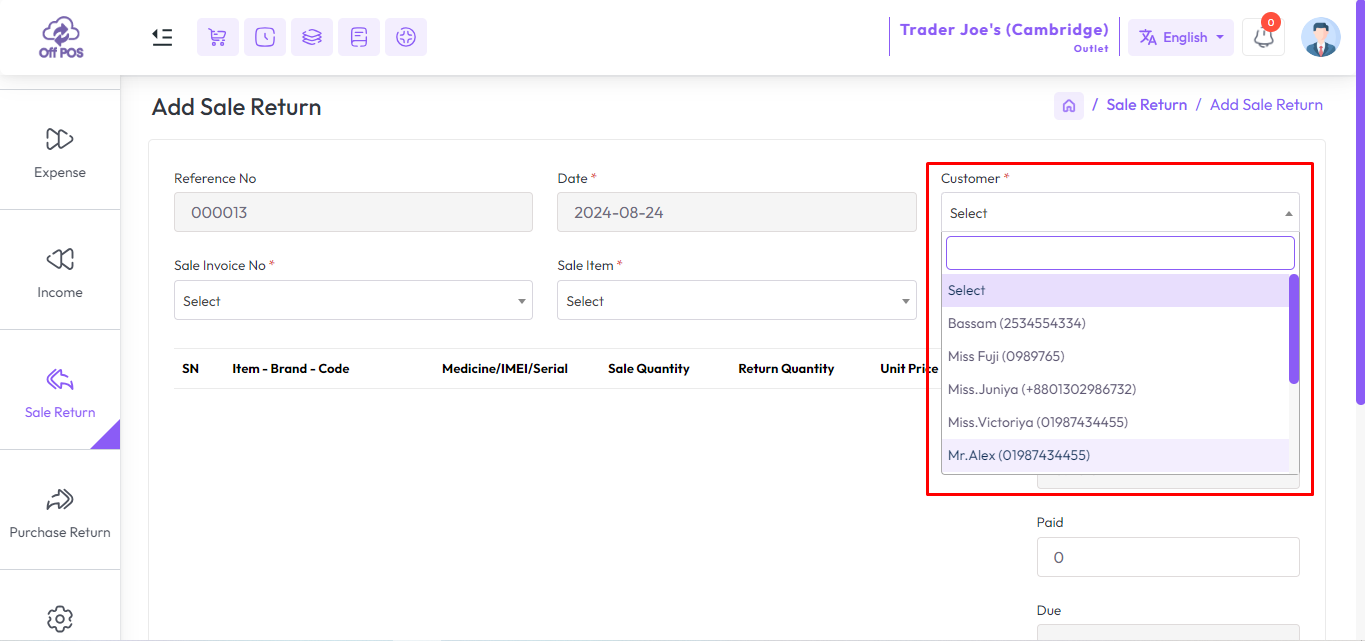 Off POS
Trader Joe's (Cambridge)
Outlet
English
0
Expense
Income
Sale Return
Purchase Return
Add Sale Return
/ Sale Return / Add Sale Return
Reference No
000013
Date *
2024-08-24
Customer *
Select
Select
Bassam (2534554334)
Miss Fuji (0989765)
Miss.Juniya (+8801302986732)
Miss.Victoriya (01987434455)
Mr.Alex (01987434455)
Sale Invoice No *
Select
Sale Item *
Select
SN Item - Brand - Code Medicine/IMEI/Serial Sale Quantity Return Quantity Unit Price
Paid
0
Due